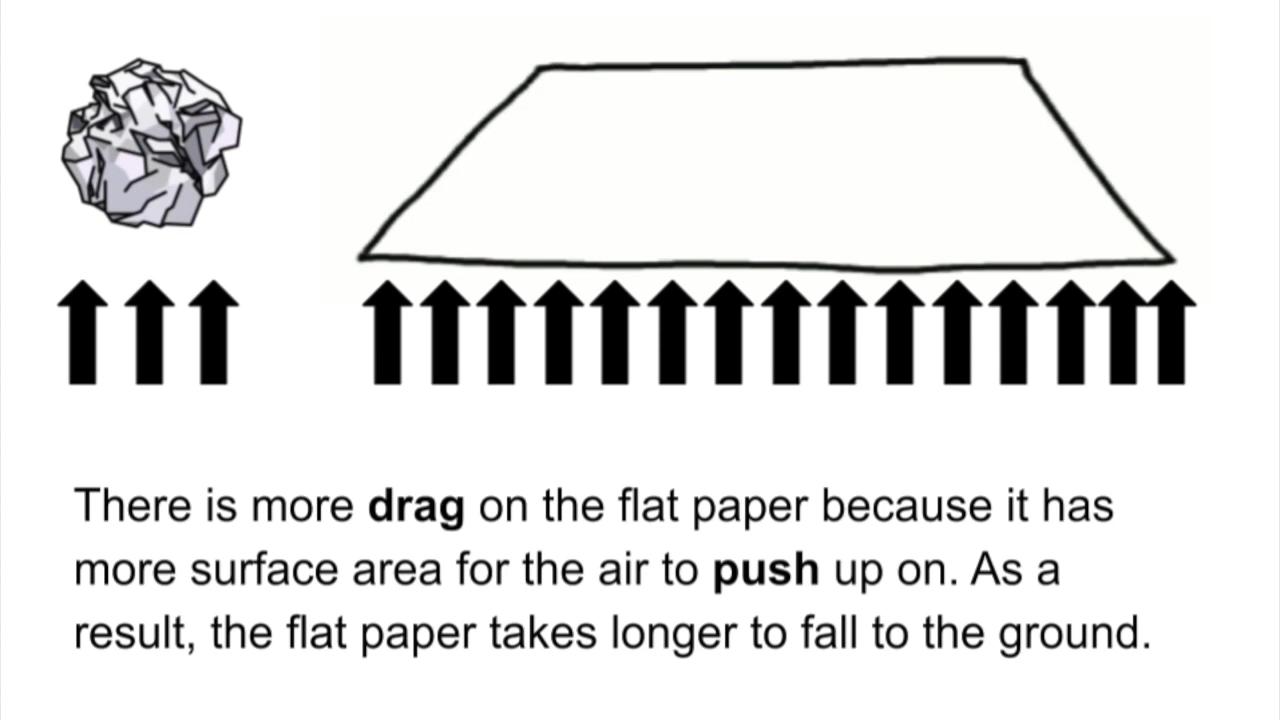 There is more drag on the flat paper because it has
more surface area for the air to push up on. As a
result, the flat paper takes longer to fall to the ground.